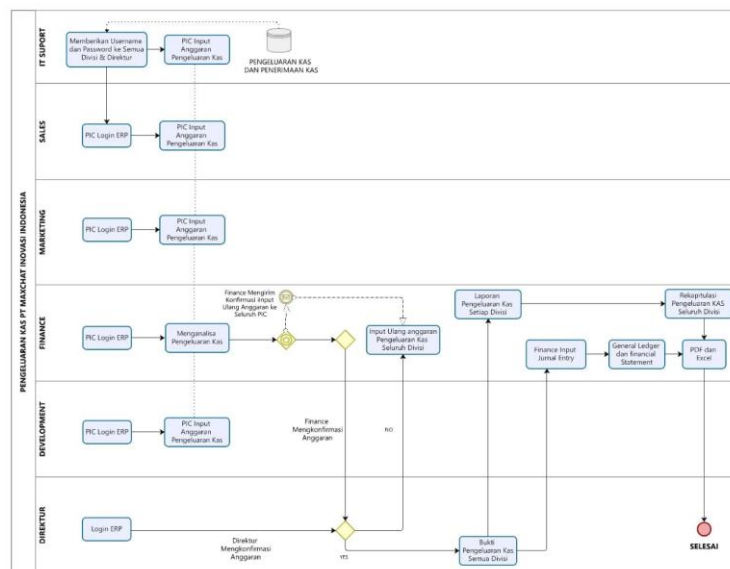 PENGELUARAN KAS PT MAXCHAT INOVASI INDONESIA
IT SUPORT
Memberikan Username
dan Password ke Semua
Divisi & Direktur
PIC Input
Anggaran
Pengeluaran Kas
PENGELUARAN KAS
DAN PENERIMAAN KAS
SALES
PIC Login ERP
PIC Input
Anggaran
Pengeluaran Kas
MARKETING
PIC Login ERP
PIC Input
Anggaran
Pengeluaran Kas
FINANCE
PIC Login ERP
Menganalisa
Pengeluaran Kas
Finance Mengirim
Konfirmasi Input
Ulang Anggaran ke
Seluruh PIC
Input Ulang anggaran
Pengeluaran Kas
Seluruh Divisi
Laporan
Pengeluaran Kas
Setiap Divisi
Rekapitulasi
Pengeluaran KAS
Seluruh Divisi
Finance Input
Jurnal Entry
General Ledger
dan financial
Statement
PDF dan
Excel
DEVELOPMENT
PIC Login ERP
PIC Input
Anggaran
Pengeluaran Kas
Finance
Mengkonfirmasi
Anggaran
NO
DIREKTUR
Login ERP
Direktur
Mengkonfirmasi
Anggaran
YES
Bukti
Pengeluaran Kas
Semua Divisi
SELESAI